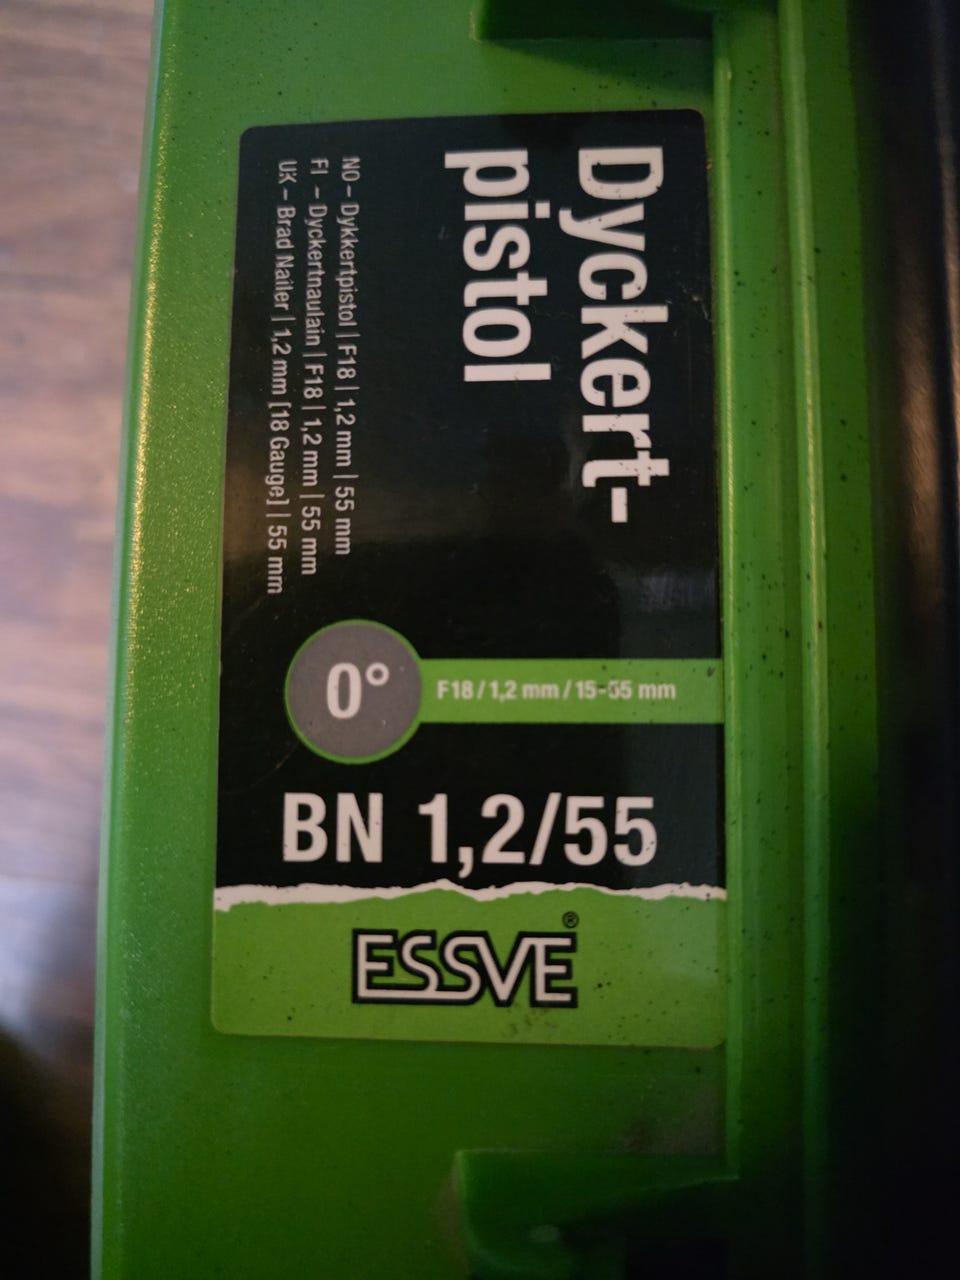 Dyckert-
pistol
NO – Dykkertpistol | F18 | 1,2 mm | 55 mm
FI – Dyckertnaulain | F18 | 1,2 mm | 55 mm
UK – Brad Nailer | 1,2 mm [18 Gauge] | 55 mm
0°
F18 / 1,2 mm / 15-55 mm
BN 1,2/55
ESSVE®